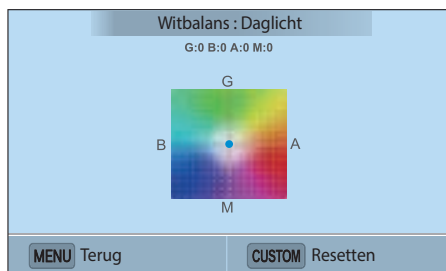 Witbalans : Daglicht
G:0 B:0 A:0 M:0
G
B A
M
MENU Terug CUSTOM Resetten